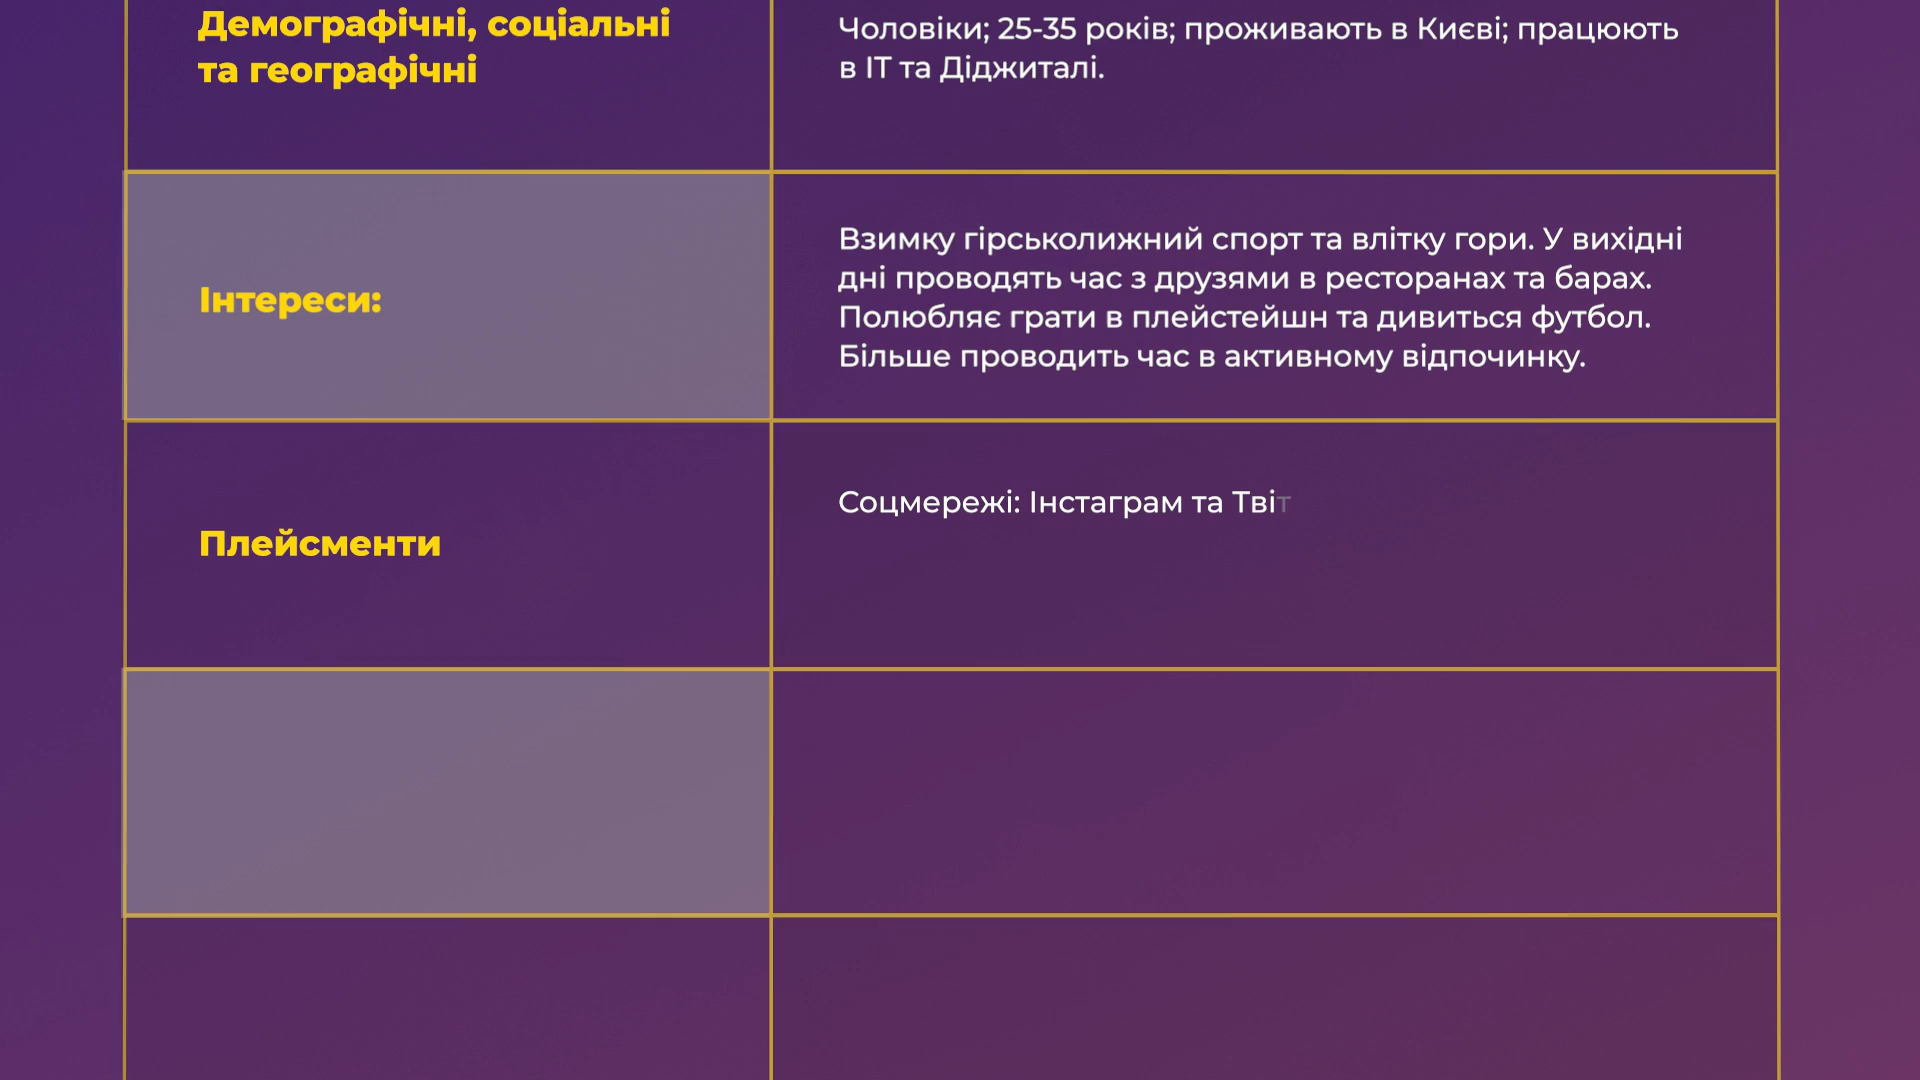 Демографічні, соціальні
та географічні
Чоловіки; 25-35 років; проживають в Києві; працюють
в ІТ та Діджиталі.
Інтереси:
Взимку гірськолижний спорт та влітку гори. У вихідні
дні проводять час з друзями в ресторанах та барах.
Полюбляє грати в плейстейшн та дивиться футбол.
Більше проводить час в активному відпочинку.
Плейсменти
Соцмережі: Інстаграм та Твіт